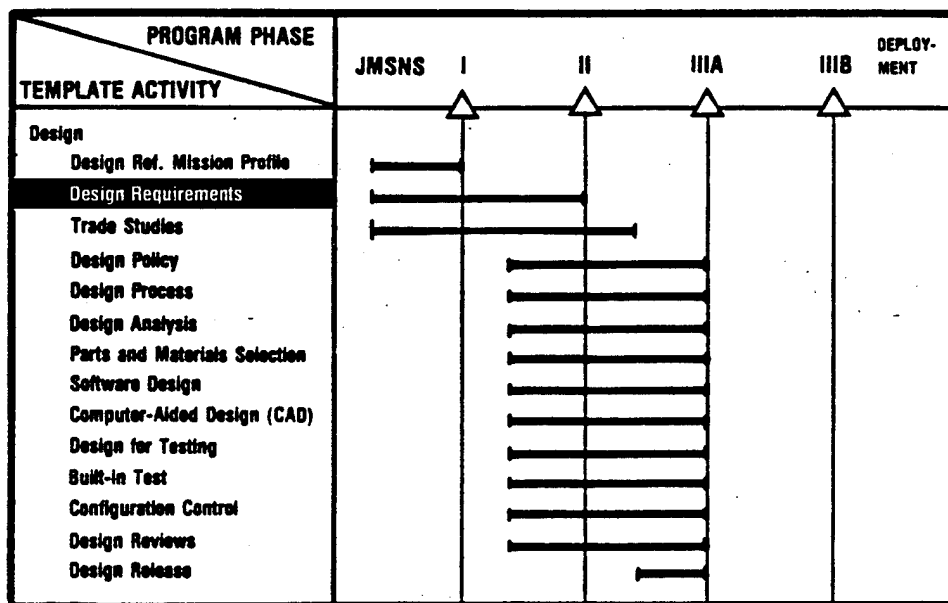 PROGRAM PHASE
TEMPLATE ACTIVITY
JMSNS I II IIIA IIIB DEPLOY-
MENT
Design
Design Ref. Mission Profile
Design Requirements
Trade Studies
Design Policy
Design Process
Design Analysis
Parts and Materials Selection
Software Design
Computer-Aided Design (CAD)
Design for Testing
Built-in Test
Configuration Control
Design Reviews
Design Release